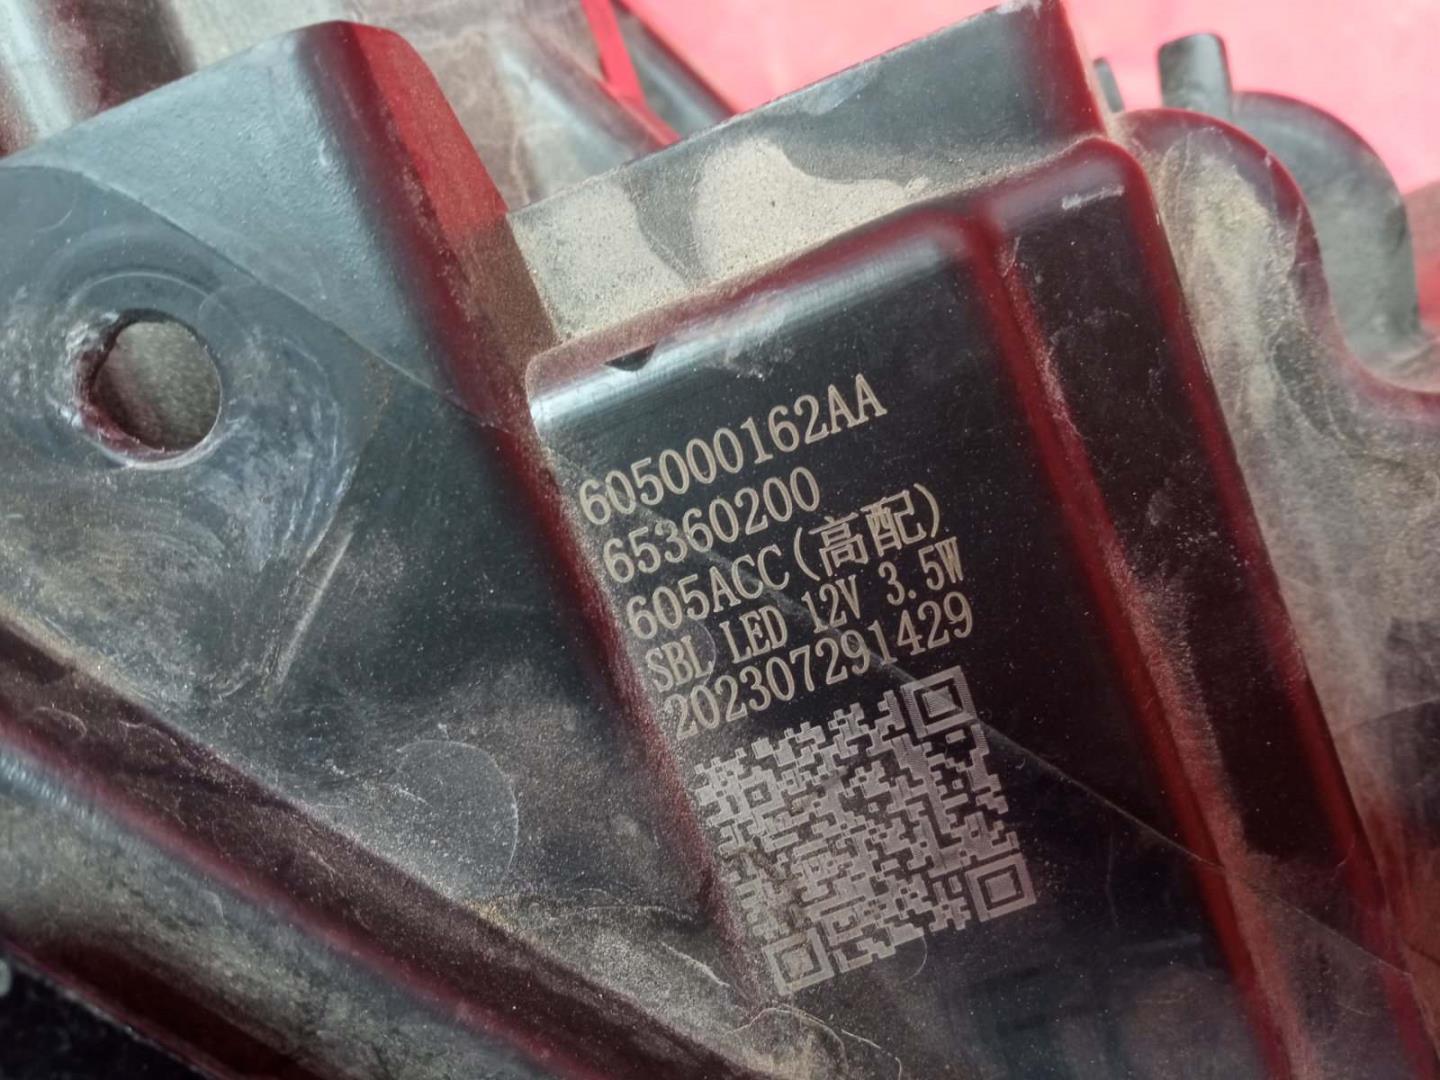 605000162AA
65360200
605ACC(高配)
SBL LED 12V 3.5W
202307291429